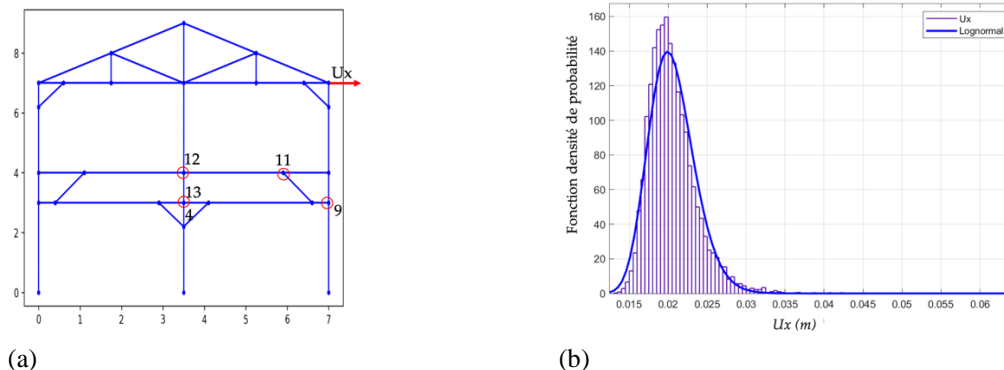 8
6
4
2
0
0 1 2 3 4 5 6 7
Ux
12
11
13
4
9
(a)
Fonction densité de probabilité
160
140
120
100
80
60
40
20
0
0.015 0.02 0.025 0.03 0.035 0.04 0.045 0.05 0.055 0.06
Ux (m)
Ux
Lognormal
(b)